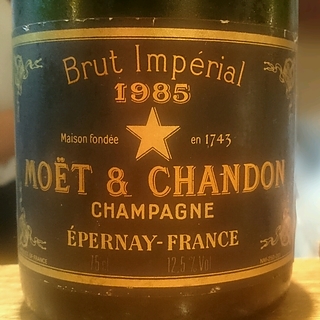 Brut Impérial
1985
Maison fondée en 1743
MOËT & CHANDON
CHAMPAGNE
ÉPERNAY-FRANCE
75cl 12.5% Vol